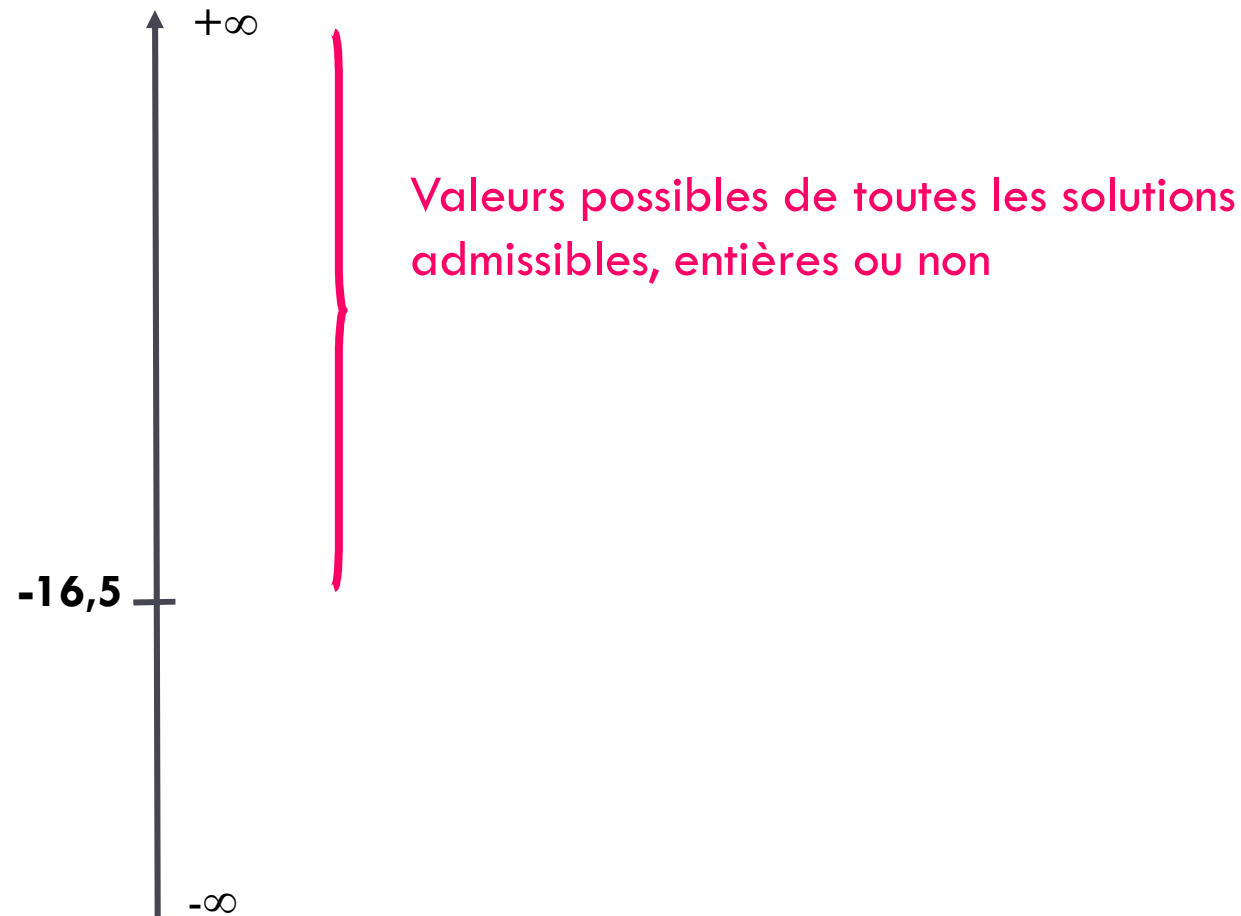 +∞
Valeurs possibles de toutes les solutions
admissibles, entières ou non
-16,5
-∞